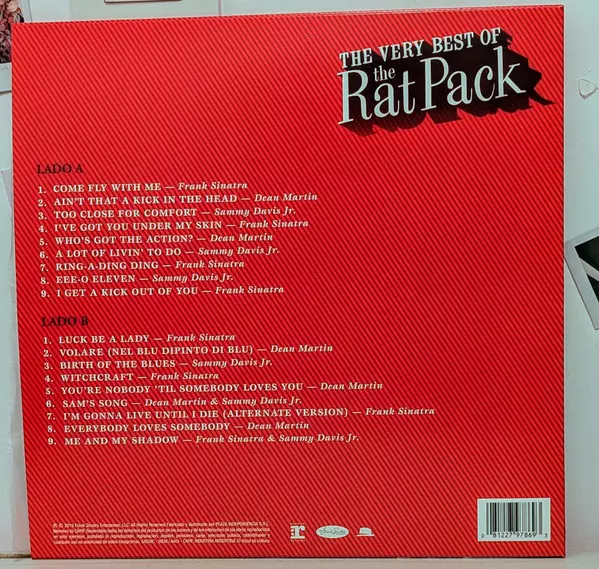 THE VERY BEST OF
the
Rat Pack
LADO A
1. COME FLY WITH ME — Frank Sinatra
2. AIN'T THAT A KICK IN THE HEAD — Dean Martin
3. TOO CLOSE FOR COMFORT — Sammy Davis Jr.
4. I'VE GOT YOU UNDER MY SKIN — Frank Sinatra
5. WHO'S GOT THE ACTION? — Dean Martin
6. A LOT OF LIVIN' TO DO — Sammy Davis Jr.
7. RING-A-DING DING — Frank Sinatra
8. EEE-O ELEVEN — Sammy Davis Jr.
9. I GET A KICK OUT OF YOU — Frank Sinatra
LADO B
1. LUCK BE A LADY — Frank Sinatra
2. VOLARE (NEL BLU DIPINTO DI BLU) — Dean Martin
3. BIRTH OF THE BLUES — Sammy Davis Jr.
4. WITCHCRAFT — Frank Sinatra
5. YOU'RE NOBODY 'TIL SOMEBODY LOVES YOU — Dean Martin
6. SAM'S SONG — Dean Martin & Sammy Davis Jr.
7. I'M GONNA LIVE UNTIL I DIE (ALTERNATE VERSION) — Frank Sinatra
8. EVERYBODY LOVES SOMEBODY — Dean Martin
9. ME AND MY SHADOW — Frank Sinatra & Sammy Davis Jr.
0 81227 97869 2